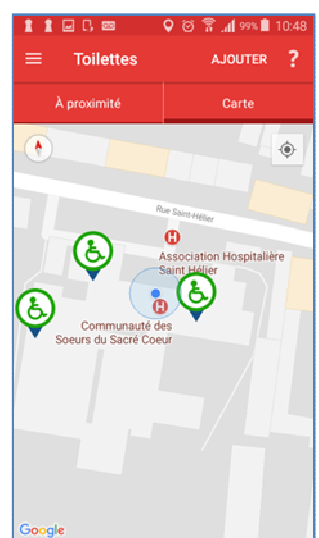 99% 10:48
Toilettes AJOUTER ?
À proximité Carte
Rue Saint-Hélier
H
Association Hospitalière
Saint Hélier
H
Communauté des
Soeurs du Sacré Coeur
Google